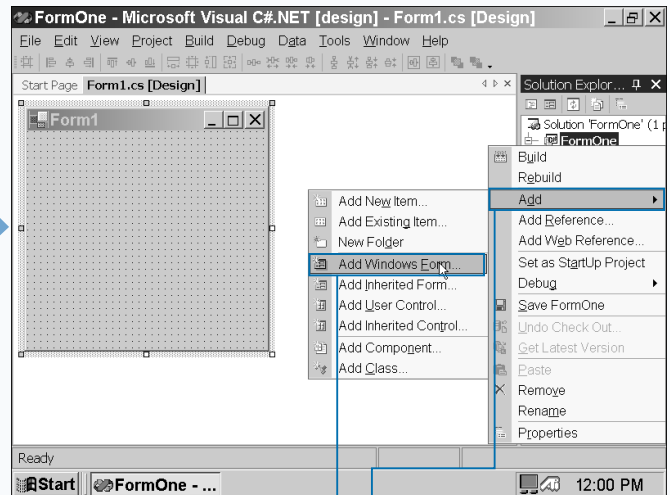 FormOne - Microsoft Visual C#.NET [design] - Form1.cs [Design]
File Edit View Project Build Debug Data Tools Window Help
Start Page Form1.cs [Design]
Solution Explor...
Form1
Solution 'FormOne' (1 p
FormOne
Build
Rebuild
Add
Add Reference...
Add Web Reference...
Set as StartUp Project
Debug
Save FormOne
Undo Check Out...
Get Latest Version
Paste
Remove
Rename
Properties
Add New Item...
Add Existing Item...
New Folder
Add Windows Form...
Add Inherited Form...
Add User Control...
Add Inherited Control...
Add Component...
Add Class...
Ready
Start FormOne - ... 12:00 PM